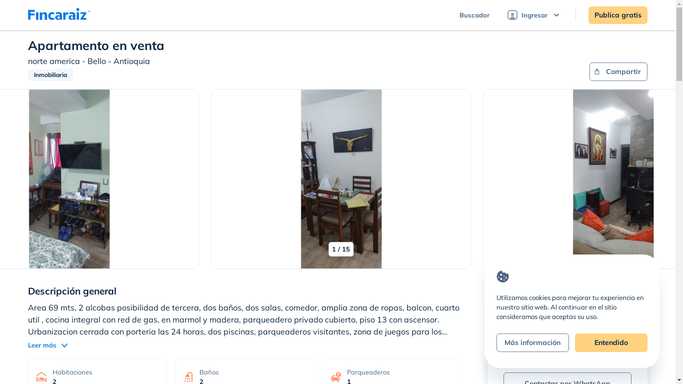 Fincaraiz
Buscador
Ingresar
Publica gratis
Apartamento en venta
norte america - Bello - Antioquia
Inmobiliaria
Compartir
1 / 15
Descripción general
Area 69 mts, 2 alcobas posibilidad de tercera, dos baños, dos salas, comedor, amplia zona de ropas, balcon, cuarto
util , cocina integral con red de gas, en marmol y madera, parqueadero privado cubierto, piso 13 con ascensor.
Urbanizacion cerrada con porteria las 24 horas, dos piscinas, parqueaderos visitantes, zona de juegos para los...
Leer más
Habitaciones
2
Baños
2
Parqueaderos
1
Utilizamos cookies para mejorar tu experiencia en
nuestro sitio web. Al continuar en el sitio
consideramos que aceptas su uso.
Más información
Entendido
Contactar por WhatsApp